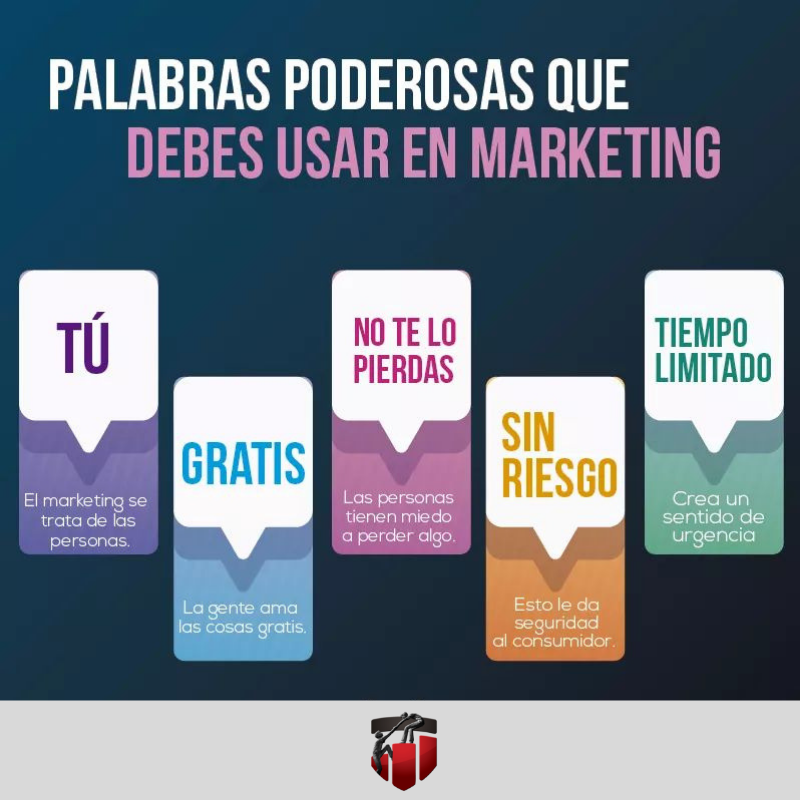 PALABRAS PODEROSAS QUE
DEBES USAR EN MARKETING
TÚ
El marketing se
trata de las
personas.
GRATIS
La gente ama
las cosas gratis.
NO TE LO
PIERDAS
Las personas
tienen miedo
a perder algo.
SIN
RIESGO
Esto le da
seguridad
al consumidor.
TIEMPO
LIMITADO
Crea un
sentido de
urgencia